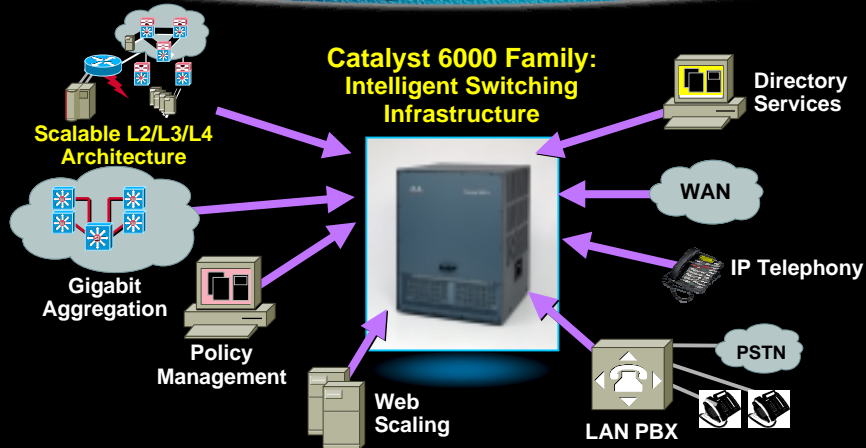 Catalyst 6000 Family:
Intelligent Switching
Infrastructure
Scalable L2/L3/L4
Architecture
Directory
Services
WAN
Gigabit
Aggregation
IP Telephony
Policy
Management
PSTN
Web
Scaling
LAN PBX